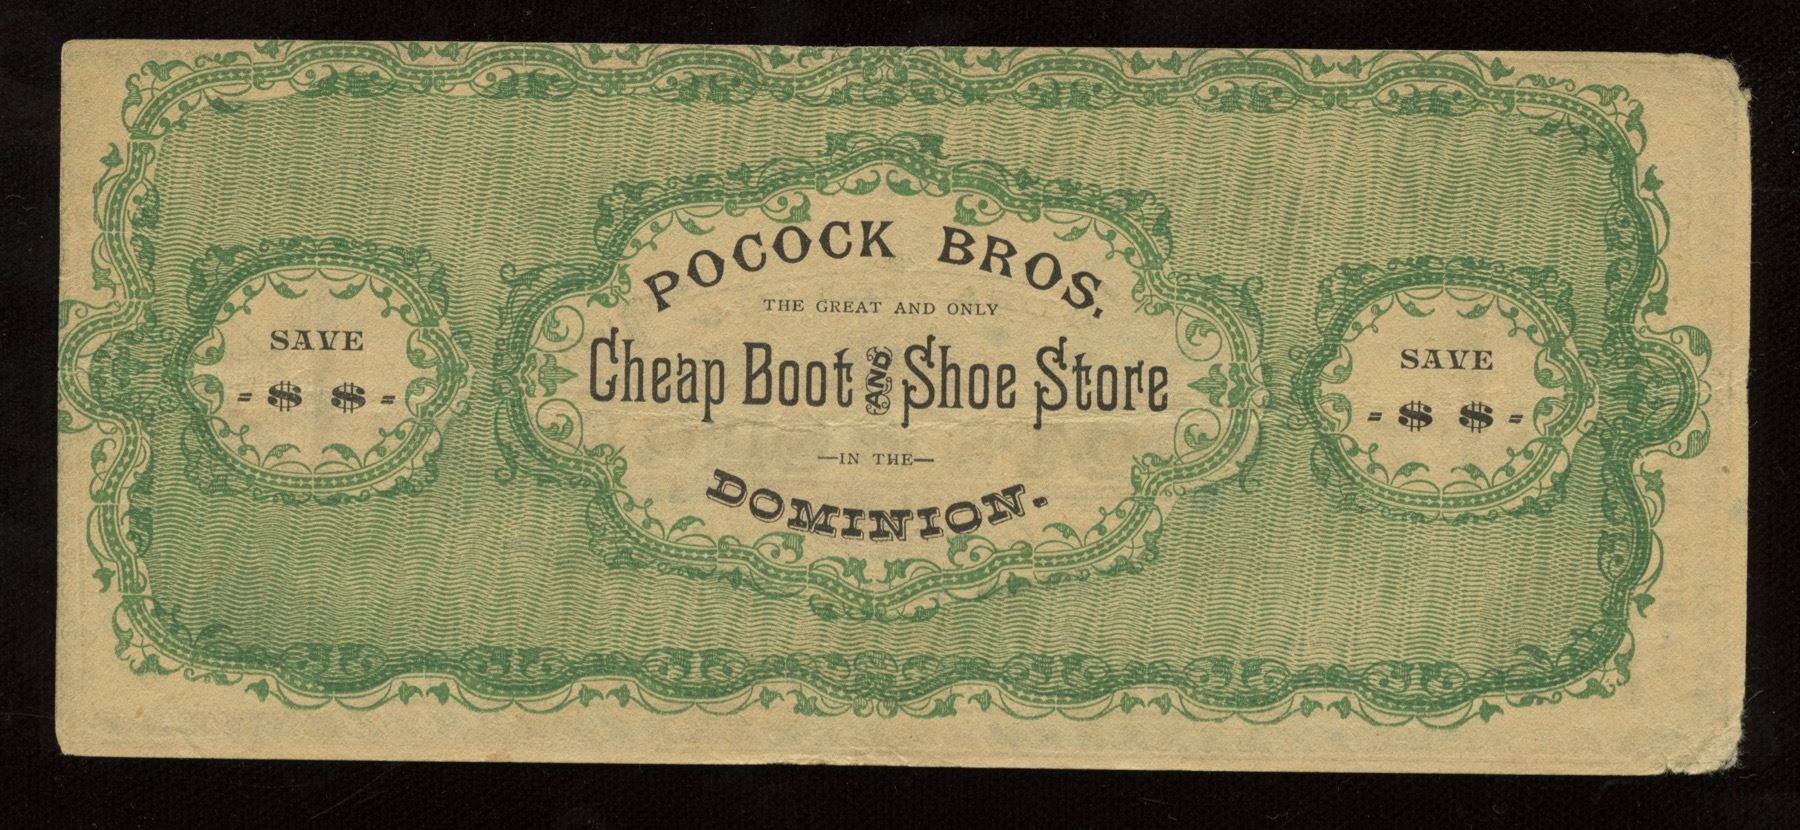 POCOCK BROS.
THE GREAT AND ONLY
Cheap Boot AND Shoe Store
—IN THE—
DOMINION.
SAVE
- $ $ -
SAVE
- $ $ -